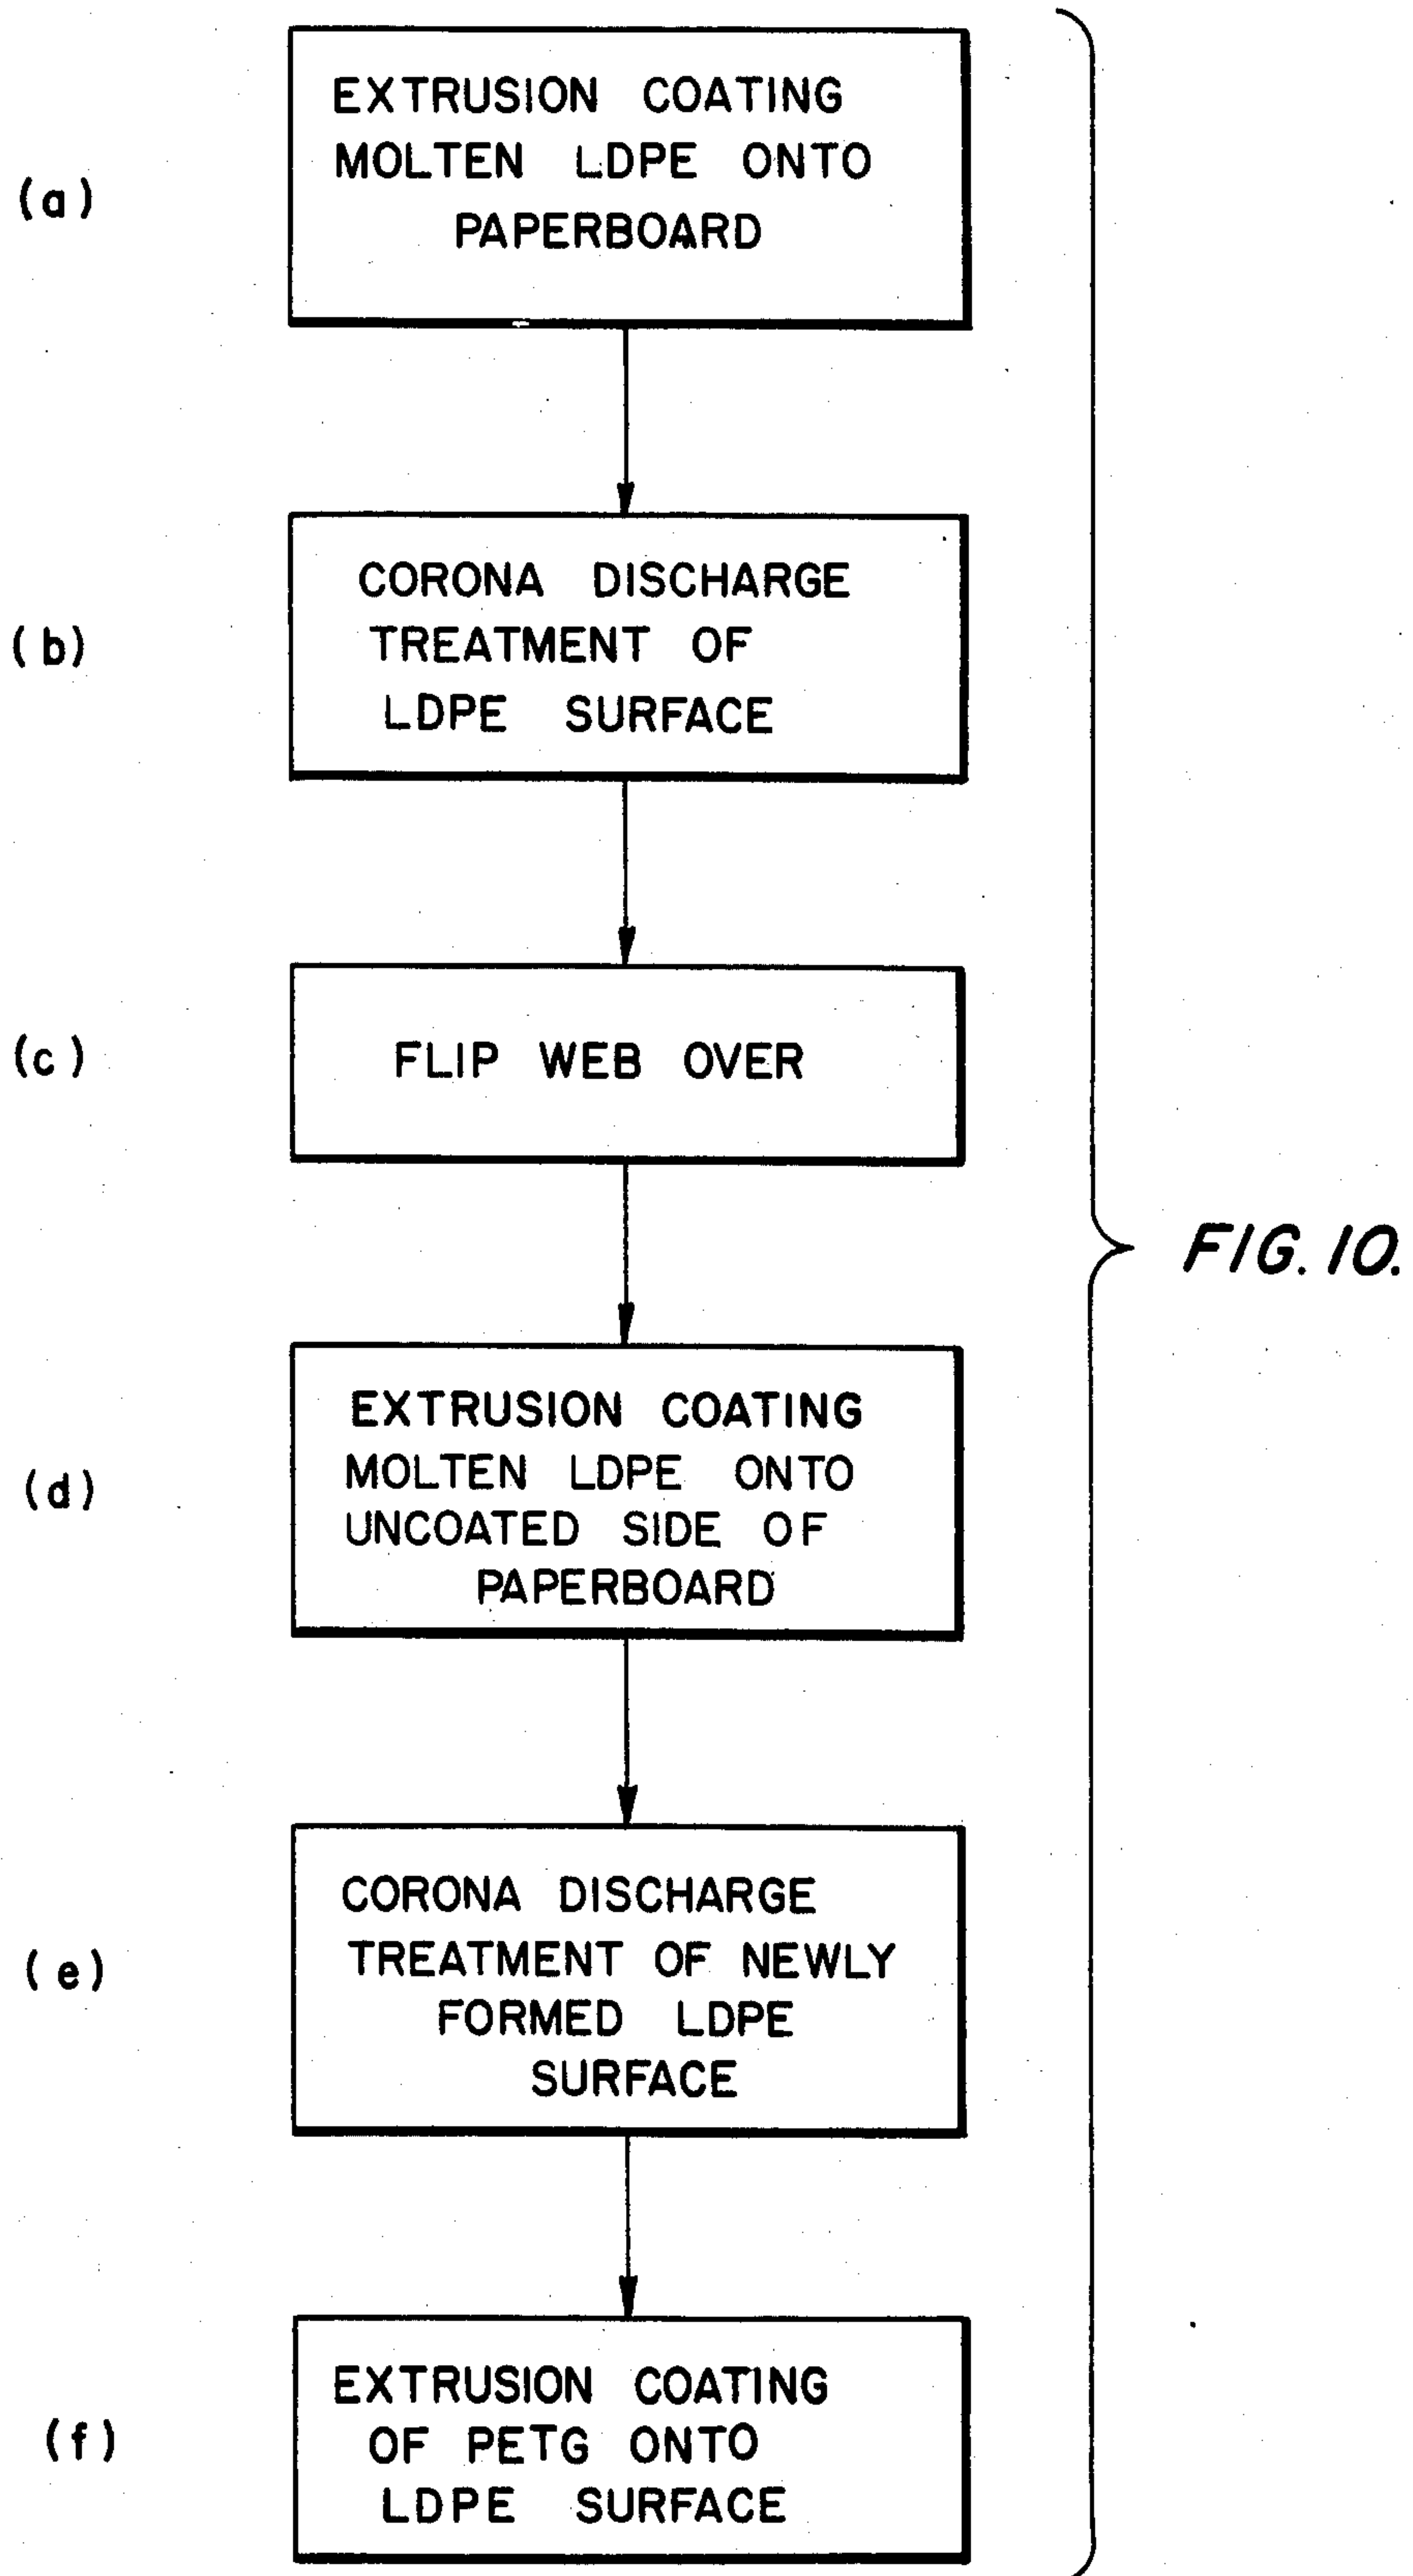 (a)
EXTRUSION COATING
MOLTEN LDPE ONTO
PAPERBOARD
(b)
CORONA DISCHARGE
TREATMENT OF
LDPE SURFACE
(c)
FLIP WEB OVER
FIG. 10.
(d)
EXTRUSION COATING
MOLTEN LDPE ONTO
UNCOATED SIDE OF
PAPERBOARD
(e)
CORONA DISCHARGE
TREATMENT OF NEWLY
FORMED LDPE
SURFACE
(f)
EXTRUSION COATING
OF PETG ONTO
LDPE SURFACE